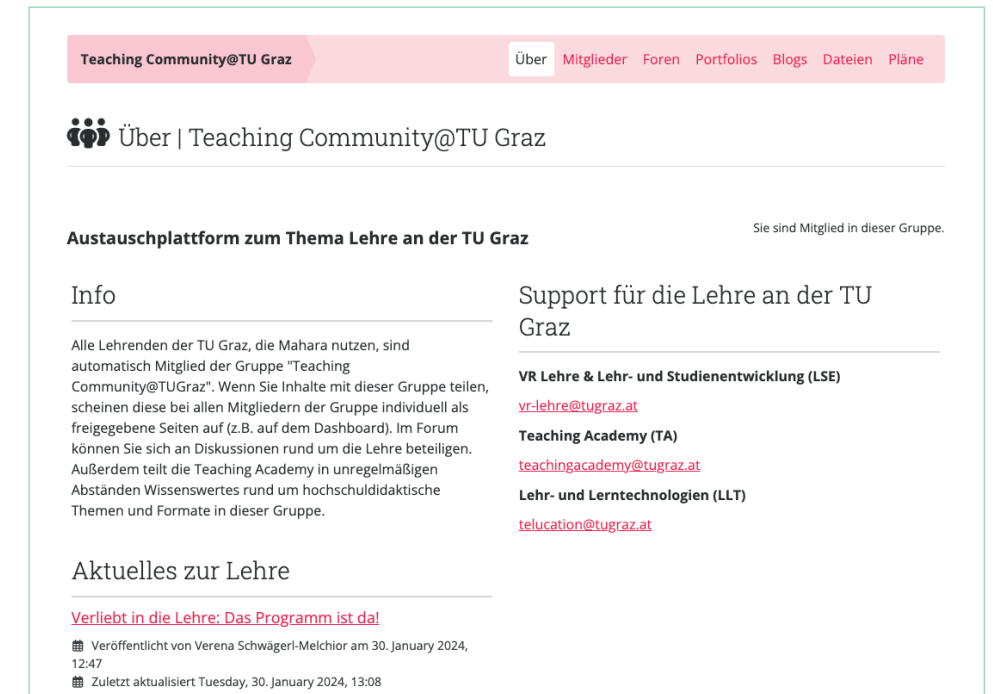 Teaching Community@TU Graz
Über Mitglieder Foren Portfolios Blogs Dateien Pläne
Über | Teaching Community@TU Graz
Austauschplattform zum Thema Lehre an der TU Graz
Sie sind Mitglied in dieser Gruppe.
Info
Alle Lehrenden der TU Graz, die Mahara nutzen, sind
automatisch Mitglied der Gruppe "Teaching
Community@TUGraz". Wenn Sie Inhalte mit dieser Gruppe teilen,
scheinen diese bei allen Mitgliedern der Gruppe individuell als
freigegebene Seiten auf (z.B. auf dem Dashboard). Im Forum
können Sie sich an Diskussionen rund um die Lehre beteiligen.
Außerdem teilt die Teaching Academy in unregelmäßigen
Abständen Wissenswertes rund um hochschuldidaktische
Themen und Formate in dieser Gruppe.
Aktuelles zur Lehre
Verliebt in die Lehre: Das Programm ist da!
Veröffentlicht von Verena Schwägerl-Melchior am 30. January 2024,
12:47
Zuletzt aktualisiert Tuesday, 30. January 2024, 13:08
Support für die Lehre an der TU
Graz
VR Lehre & Lehr- und Studienentwicklung (LSE)
vr-lehre@tugraz.at
Teaching Academy (TA)
teachingacademy@tugraz.at
Lehr- und Lerntechnologien (LLT)
telucation@tugraz.at